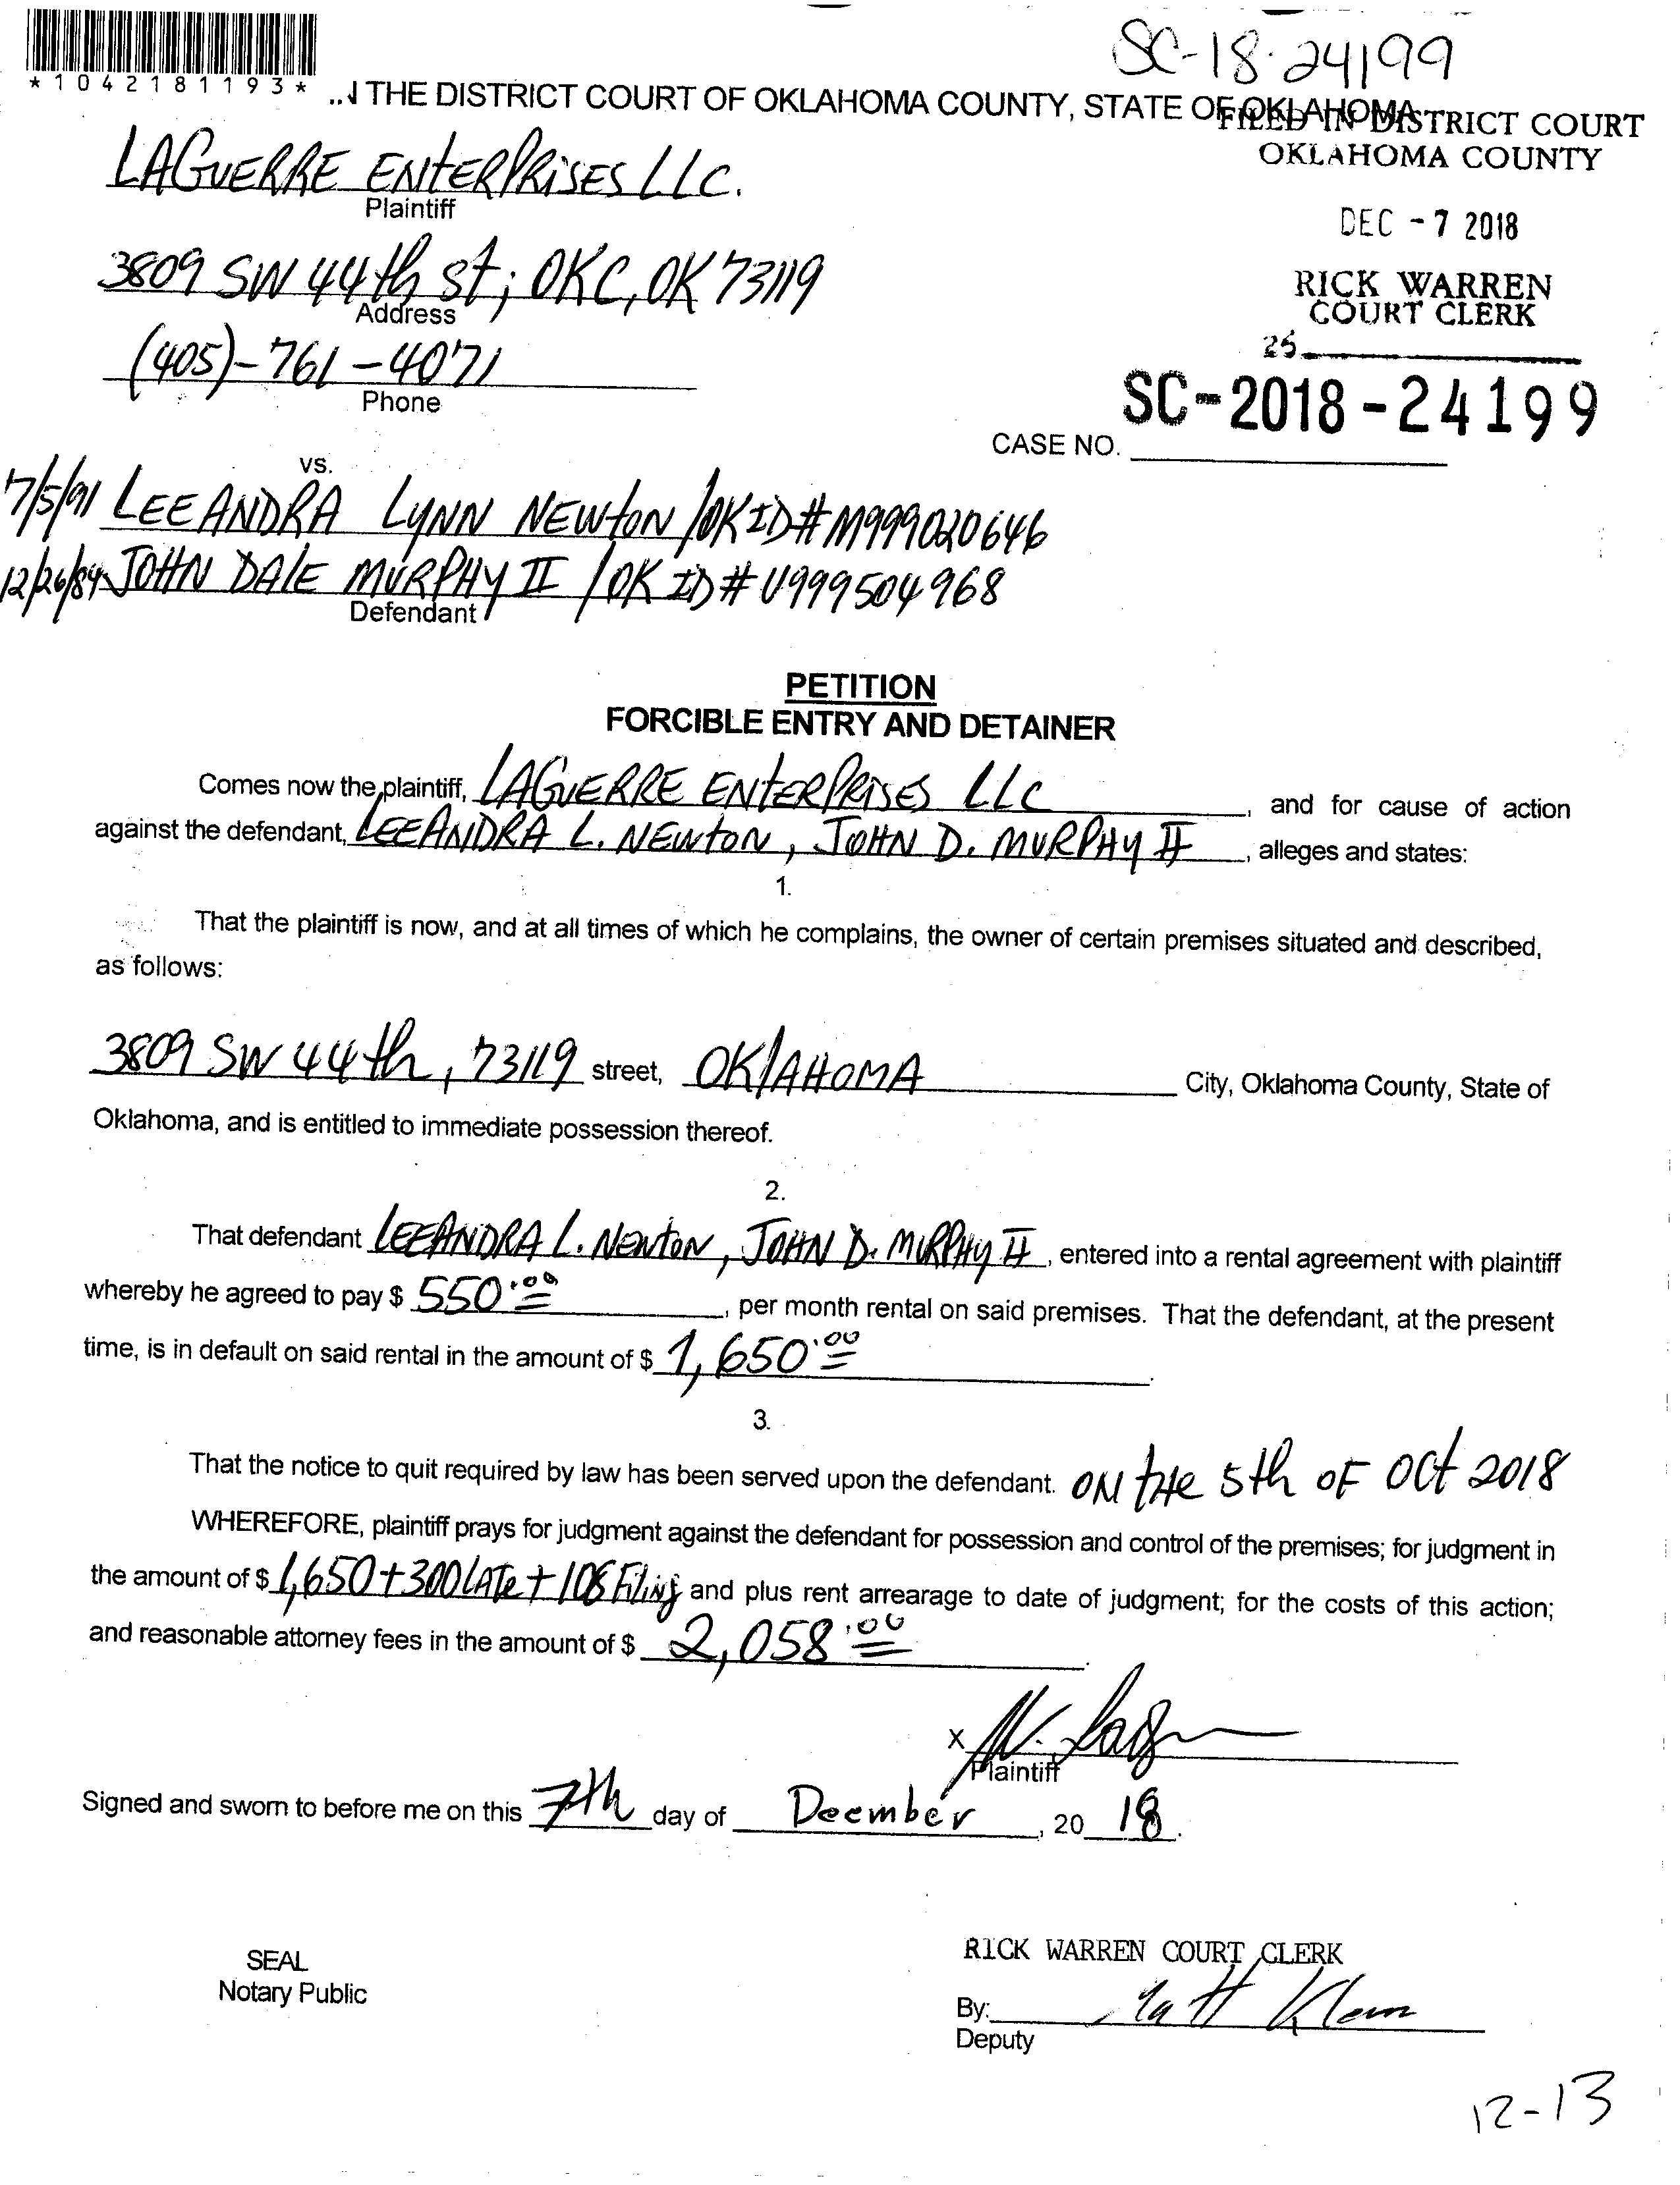 SC-18-24199
*1042181193*
THE DISTRICT COURT OF OKLAHOMA COUNTY, STATE OF OKLAHOMA
FILED IN DISTRICT COURT
OKLAHOMA COUNTY
LAGUERRE ENTERPRISES LLC.
Plaintiff
DEC -7 2018
3809 SW 44th st; OKC, OK 73119
Address
RICK WARREN
COURT CLERK
(405)-761-4071
Phone
25
SC-2018-24199
CASE NO.
vs.
7/5/91 LEEANDRA LYNN NEWTON /OK ID# M999020646
12/26/84 JOHN DALE MURPHY II /OK ID# U999504968
Defendant
PETITION
FORCIBLE ENTRY AND DETAINER
Comes now the plaintiff, LAGUERRE ENTERPRISES LLC, and for cause of action
against the defendant, LEEANDRA L. NEWTON, JOHN D. MURPHY II, alleges and states:
1.
That the plaintiff is now, and at all times of which he complains, the owner of certain premises situated and described,
as follows:
3809 SW 44th, 73119 street, OKLAHOMA City, Oklahoma County, State of
Oklahoma, and is entitled to immediate possession thereof.
2.
That defendant LEEANDRA L. NEWTON, JOHN D. MURPHY II, entered into a rental agreement with plaintiff
whereby he agreed to pay $ 550.00, per month rental on said premises. That the defendant, at the present
time, is in default on said rental in the amount of $ 1,650.00.
3.
That the notice to quit required by law has been served upon the defendant. ON tHe 5th OF Oct 2018
WHEREFORE, plaintiff prays for judgment against the defendant for possession and control of the premises; for judgment in
the amount of $ 1,650+300 LATe + 108 Filing and plus rent arrearage to date of judgment; for the costs of this action;
and reasonable attorney fees in the amount of $ 2,058.00.
X
Plaintiff
Signed and sworn to before me on this 7th day of Deember, 20 18.
SEAL
Notary Public
RICK WARREN COURT CLERK
By:
Deputy
12-13